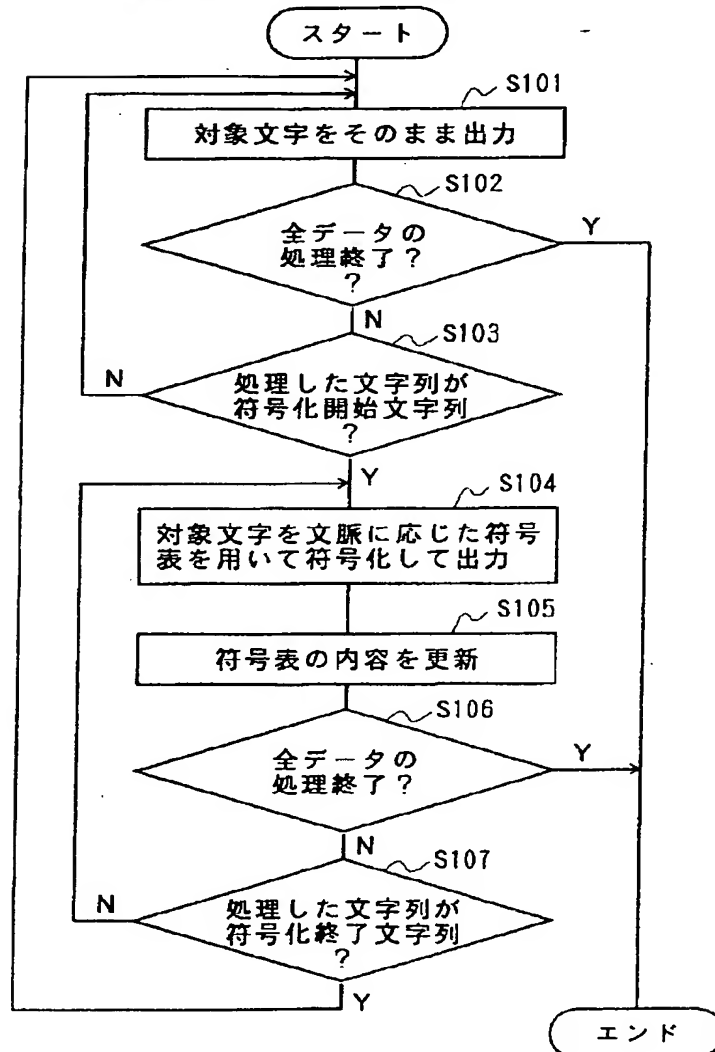 スタート
S101
対象文字をそのまま出力
S102
全データの
処理終了?
?
Y
N
S103
N
処理した文字列が
符号化開始文字列
?
Y
S104
対象文字を文脈に応じた符号
表を用いて符号化して出力
S105
符号表の内容を更新
S106
全データの
処理終了?
Y
N
S107
N
処理した文字列が
符号化終了文字列
?
Y
エンド